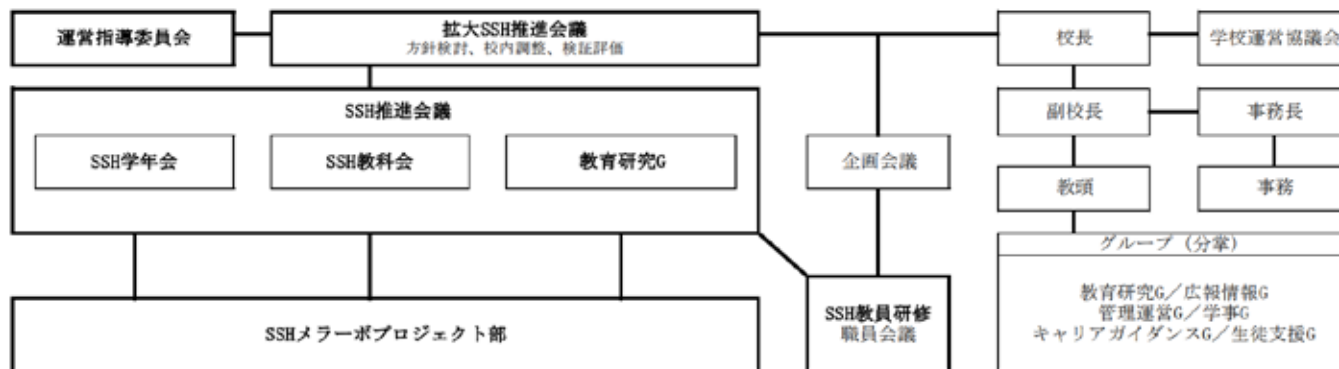 運営指導委員会
拡大SSH推進会議
方針検討、校内調整、検証評価
校長
学校運営協議会
SSH推進会議
副校長
事務長
SSH学年会
SSH教科会
教育研究G
企画会議
教頭
事務
グループ（分掌）
教育研究G／広報情報G
管理運営G／学事G
キャリアガイダンスG／生徒支援G
SSHメラーボプロジェクト部
SSH教員研修
職員会議